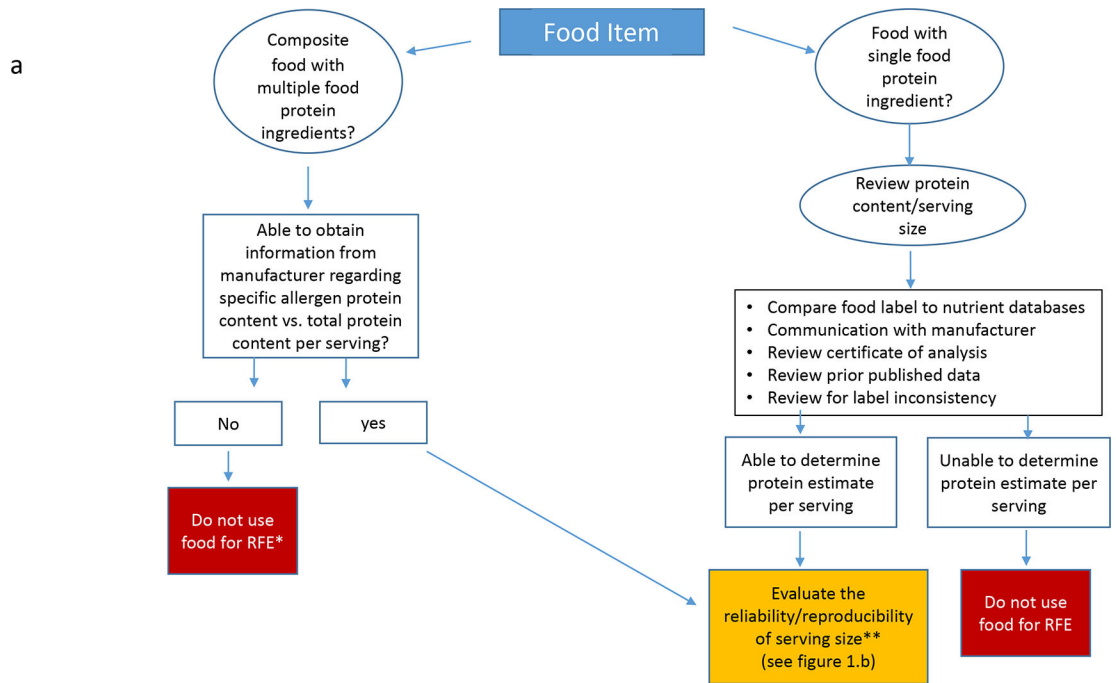 a
Food Item
Composite
food with
multiple food
protein
ingredients?
Food with
single food
protein
ingredient?
Able to obtain
information from
manufacturer regarding
specific allergen protein
content vs. total protein
content per serving?
Review protein
content/serving
size
• Compare food label to nutrient databases
• Communication with manufacturer
• Review certificate of analysis
• Review prior published data
• Review for label inconsistency
No
yes
Able to determine
protein estimate
per serving
Unable to determine
protein estimate per
serving
Do not use
food for RFE*
Evaluate the
reliability/reproducibility
of serving size**
(see figure 1.b)
Do not use
food for RFE